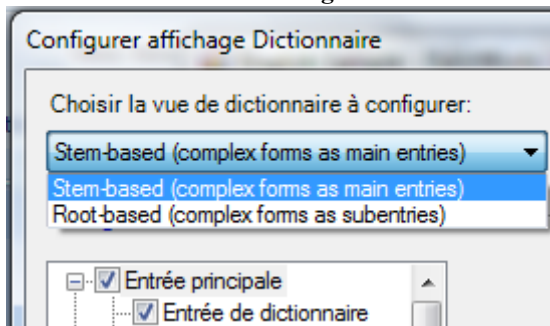 Configurer affichage Dictionnaire
Choisir la vue de dictionnaire à configurer:
Stem-based (complex forms as main entries)
Stem-based (complex forms as main entries)
Root-based (complex forms as subentries)
Entrée principale
Entrée de dictionnaire